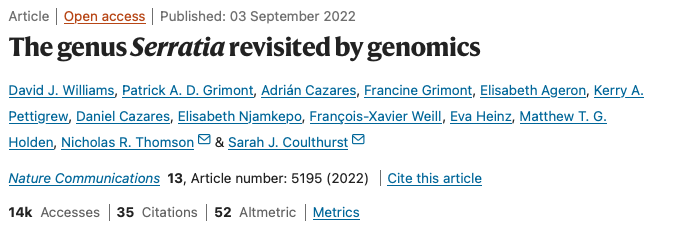 Article | Open access | Published: 03 September 2022
The genus Serratia revisited by genomics
David J. Williams, Patrick A. D. Grimont, Adrián Cazares, Francine Grimont, Elisabeth Ageron, Kerry A.
Pettigrew, Daniel Cazares, Elisabeth Njamkepo, François-Xavier Weill, Eva Heinz, Matthew T. G.
Holden, Nicholas R. Thomson & Sarah J. Coulthurst
Nature Communications 13, Article number: 5195 (2022) | Cite this article
14k Accesses | 35 Citations | 52 Altmetric | Metrics